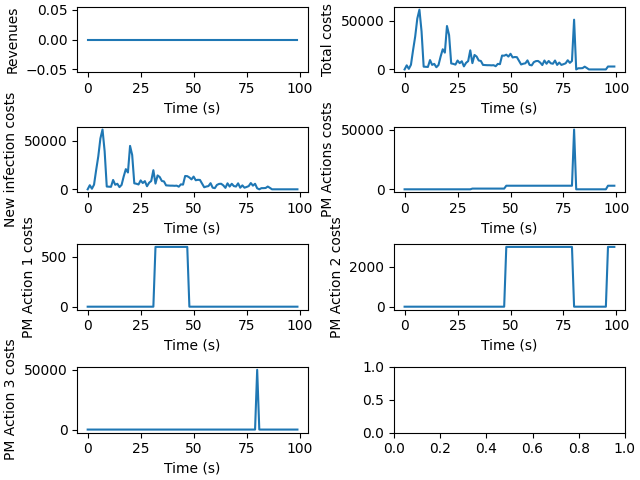 Revenues
0.05
0.00
−0.05
0 25 50 75 100
Time (s)
Total costs
50000
0
0 25 50 75 100
Time (s)
New infection costs
50000
0
0 25 50 75 100
Time (s)
PM Actions costs
50000
0
0 25 50 75 100
Time (s)
PM Action 1 costs
500
0
0 25 50 75 100
Time (s)
PM Action 2 costs
2000
0
0 25 50 75 100
Time (s)
PM Action 3 costs
50000
0
0 25 50 75 100
Time (s)
1.0
0.5
0.0
0.0 0.2 0.4 0.6 0.8 1.0